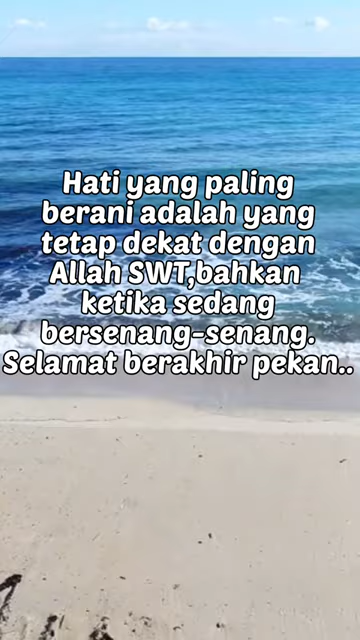 Hati yang paling
berani adalah yang
tetap dekat dengan
Allah SWT,bahkan
ketika sedang
bersenang-senang.
Selamat berakhir pekan..